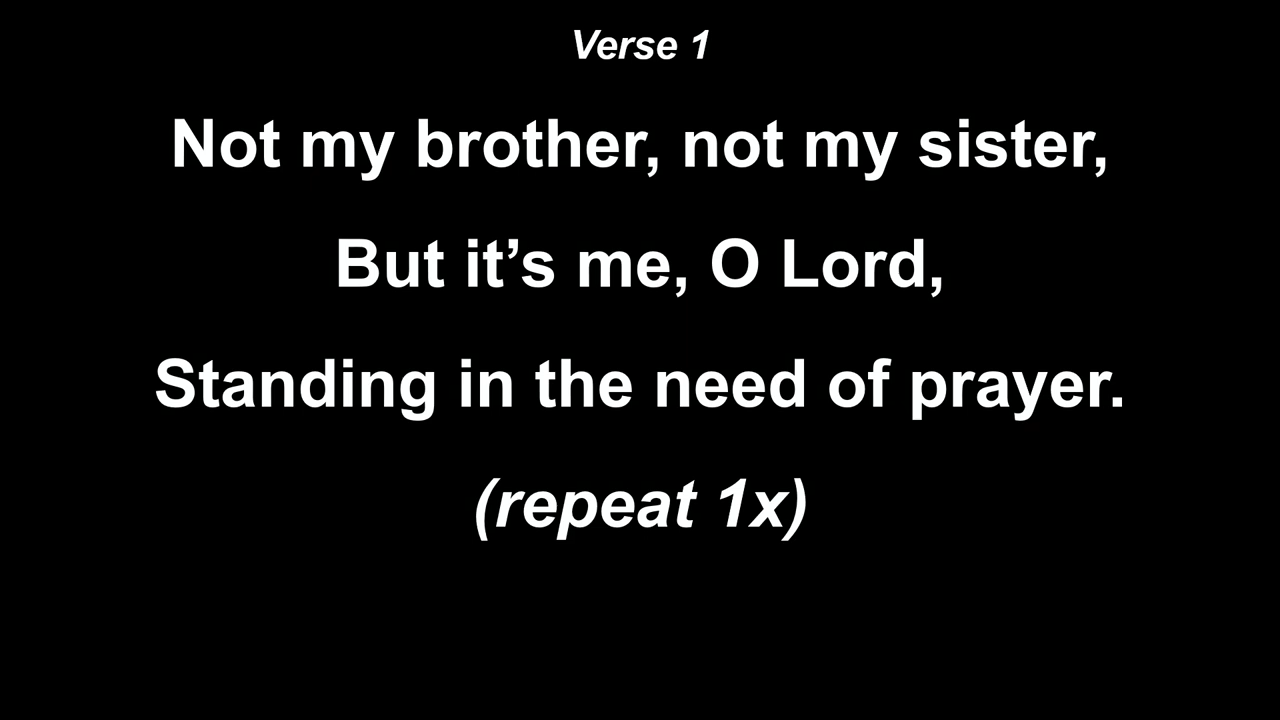 Verse 1
Not my brother, not my sister,
But it’s me, O Lord,
Standing in the need of prayer.
(repeat 1x)